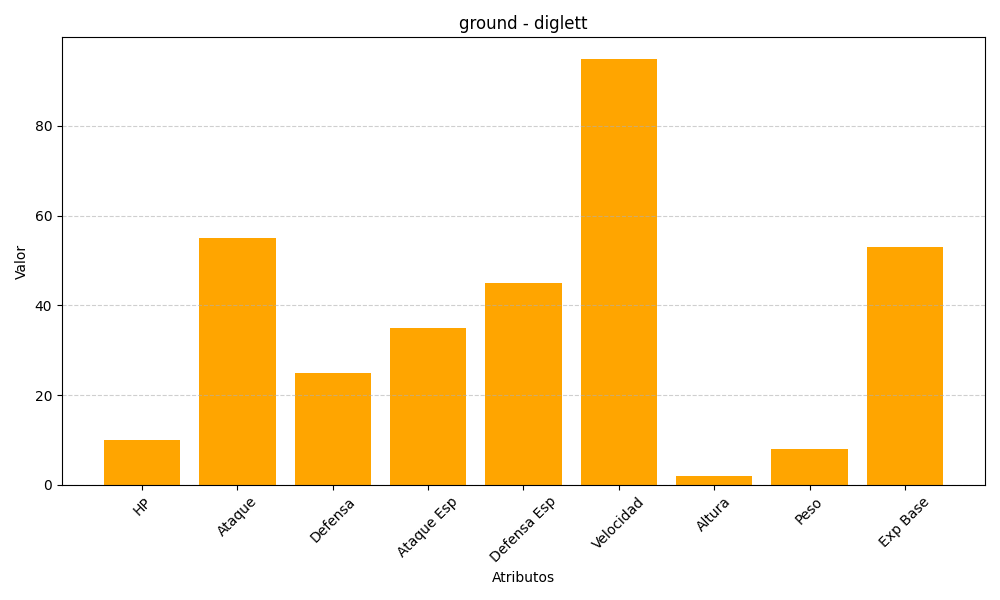 ground - diglett
Valor
80
60
40
20
0
HP
Ataque
Defensa
Ataque Esp
Defensa Esp
Velocidad
Altura
Peso
Exp Base
Atributos